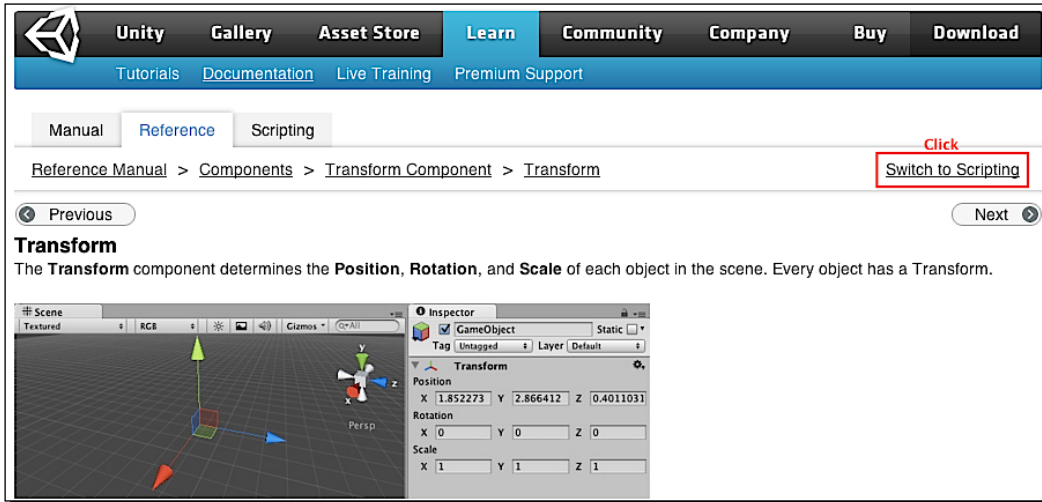 Unity Gallery Asset Store Learn Community Company Buy Download
Tutorials Documentation Live Training Premium Support
Manual Reference Scripting
Click
Reference Manual > Components > Transform Component > Transform Switch to Scripting
Previous Next
Transform
The Transform component determines the Position, Rotation, and Scale of each object in the scene. Every object has a Transform.
Scene
Textured RGB Gizmos All
y
z
x
Persp
Inspector
GameObject Static
Tag Untagged Layer Default
Transform
Position
X 1.852273 Y 2.866412 Z 0.4011031
Rotation
X 0 Y 0 Z 0
Scale
X 1 Y 1 Z 1